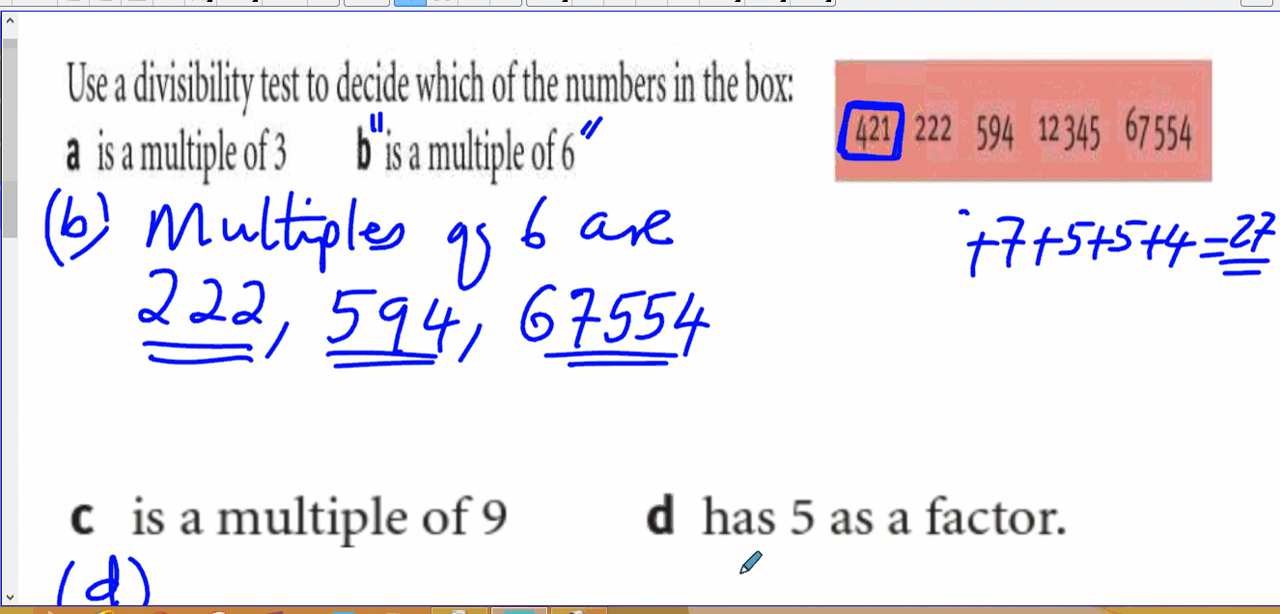 Use a divisibility test to decide which of the numbers in the box:
a is a multiple of 3 b "is a multiple of 6"
421 222 594 12345 67554
(b) Multiples of 6 are
+7+5+5+4=27
222, 594, 67554
c is a multiple of 9 d has 5 as a factor.
(d)